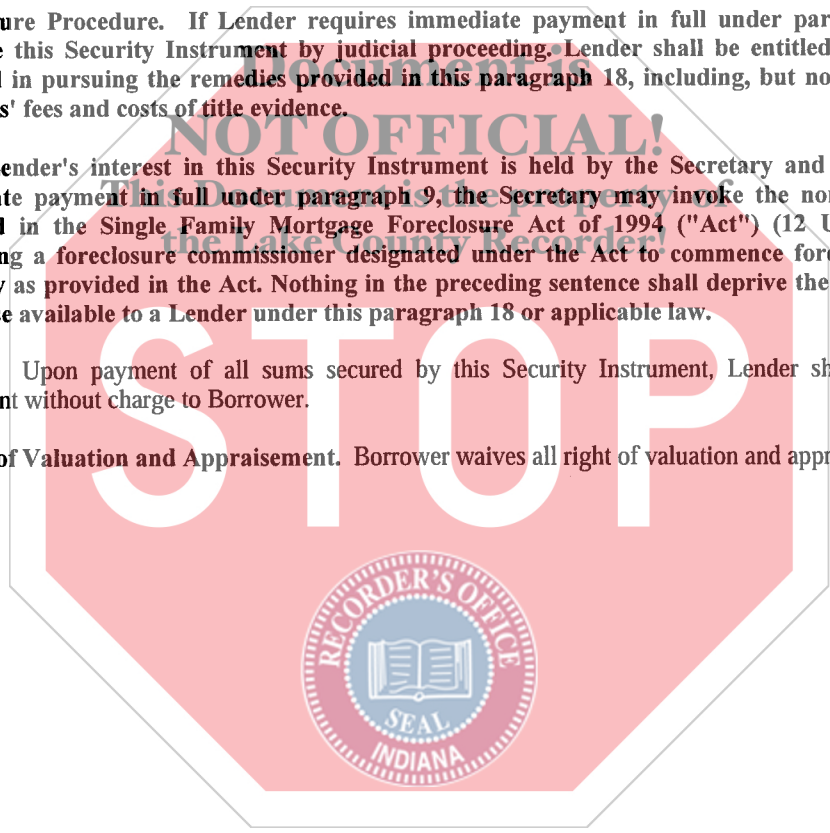 ure Procedure. If Lender requires immediate payment in full under par
e this Security Instrument by judicial proceeding. Lender shall be entitled
l in pursuing the remedies provided in this paragraph 18, including, but no
s' fees and costs of title evidence.
ender's interest in this Security Instrument is held by the Secretary and
te payment in full under paragraph 9, the Secretary may invoke the non
d in the Single Family Mortgage Foreclosure Act of 1994 ("Act") (12 U
ng a foreclosure commissioner designated under the Act to commence fore
y as provided in the Act. Nothing in the preceding sentence shall deprive the
e available to a Lender under this paragraph 18 or applicable law.
Upon payment of all sums secured by this Security Instrument, Lender sh
nt without charge to Borrower.
of Valuation and Appraisement. Borrower waives all right of valuation and appr
Document is
NOT OFFICIAL!
This Document is the property of
the Lake County Recorder!
STOP
RECORDER'S OFFICE
SEAL
INDIANA